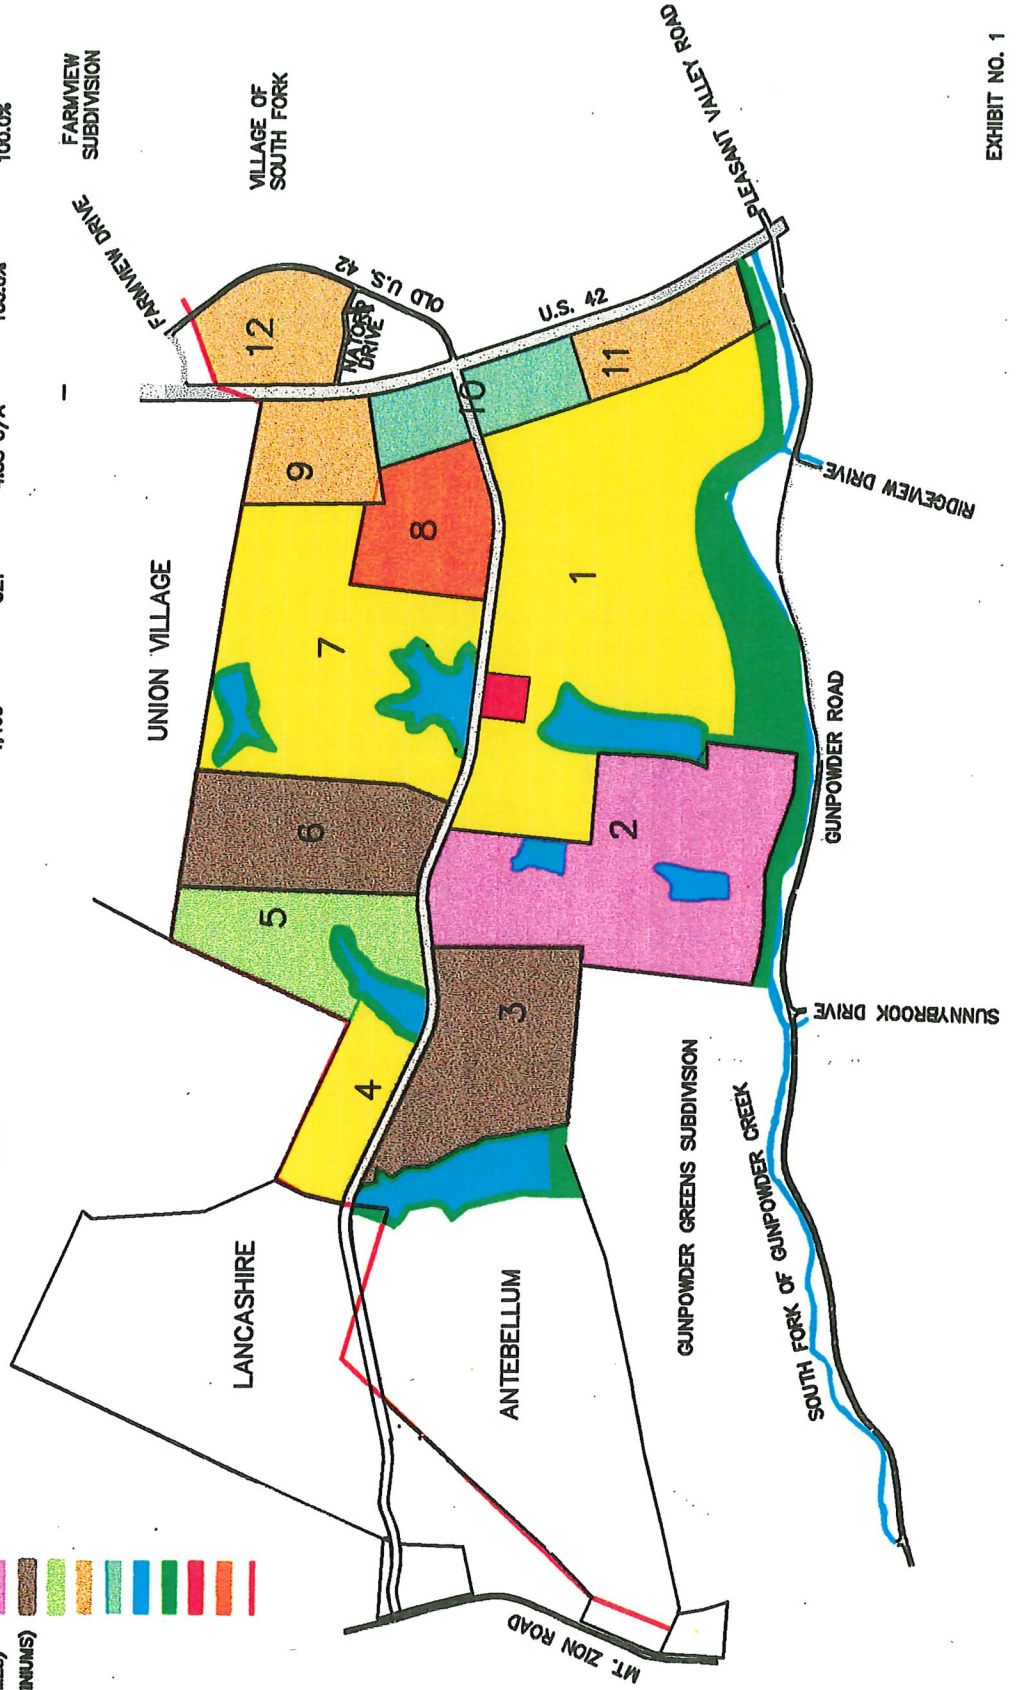 100.0%
FARMVIEW
SUBDIVISION
VILLAGE OF
SOUTH FORK
FARMVIEW DRIVE
—
12
NATORP
DRIVE
OLD U.S. 42
U.S. 42
PLEASANT VALLEY ROAD
EXHIBIT NO. 1
UNION VILLAGE
9
10
11
8
7
1
RIDGEVIEW DRIVE
6
2
GUNPOWDER ROAD
5
3
4
SUNNYBROOK DRIVE
GUNPOWDER GREENS SUBDIVISION
SOUTH FORK OF GUNPOWDER CREEK
LANCASHIRE
ANTEBELLUM
MT. ZION ROAD